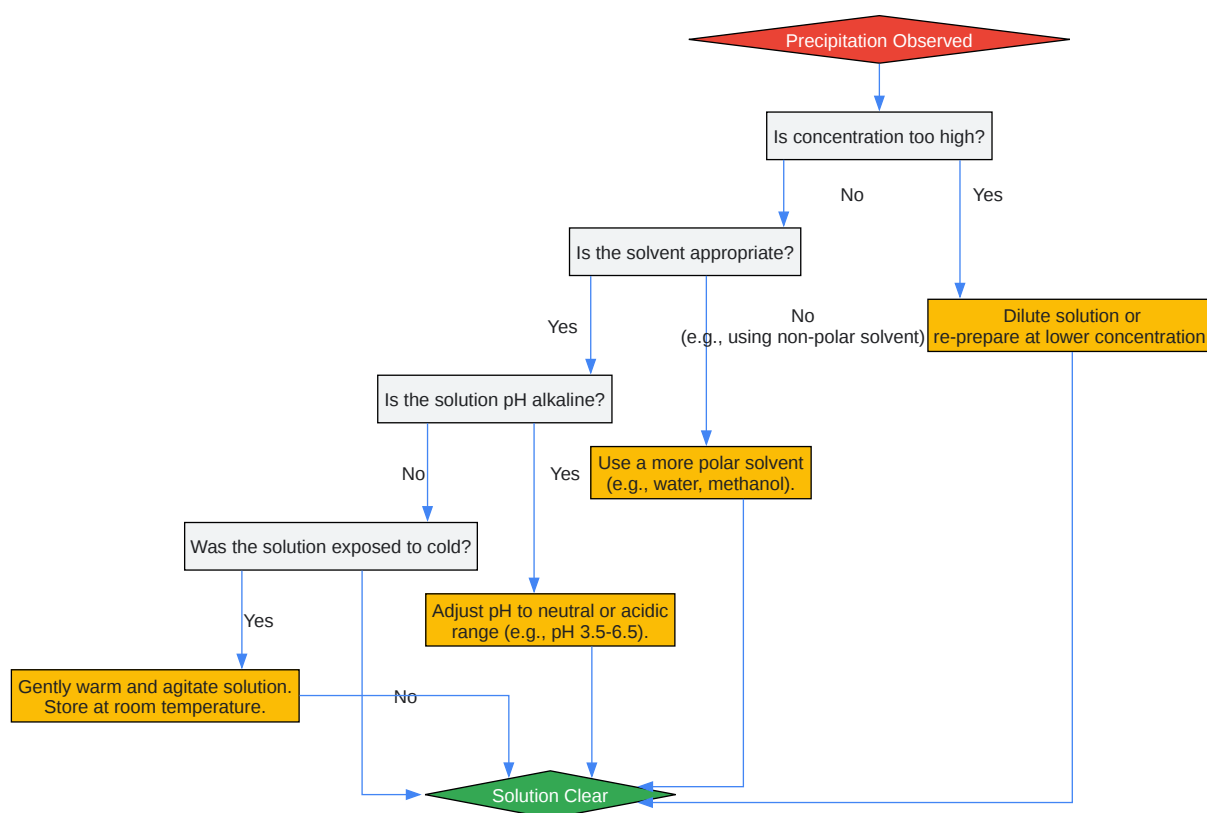 Precipitation Observed
Is concentration too high?
No
Yes
Is the solvent appropriate?
Yes
No
(e.g., using non-polar solvent)
Dilute solution or
re-prepare at lower concentration
Is the solution pH alkaline?
No
Yes
Use a more polar solvent
(e.g., water, methanol).
Was the solution exposed to cold?
Yes
Adjust pH to neutral or acidic
range (e.g., pH 3.5-6.5).
Gently warm and agitate solution.
Store at room temperature.
No
Solution Clear